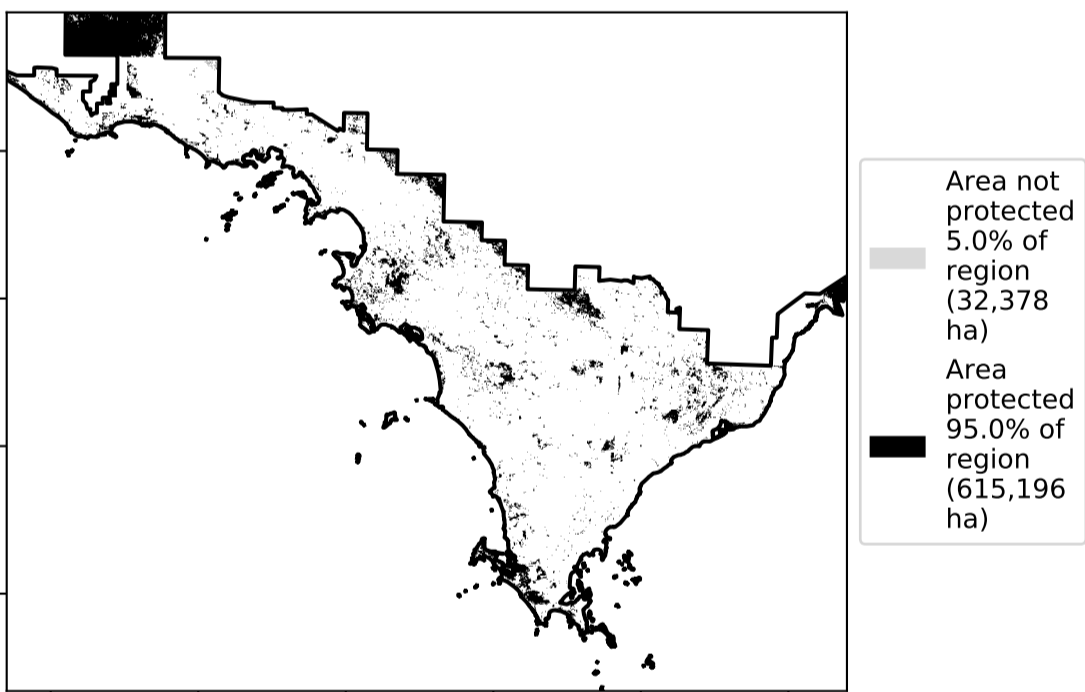 Area not
protected
5.0% of
region
(32,378
ha)
Area
protected
95.0% of
region
(615,196
ha)